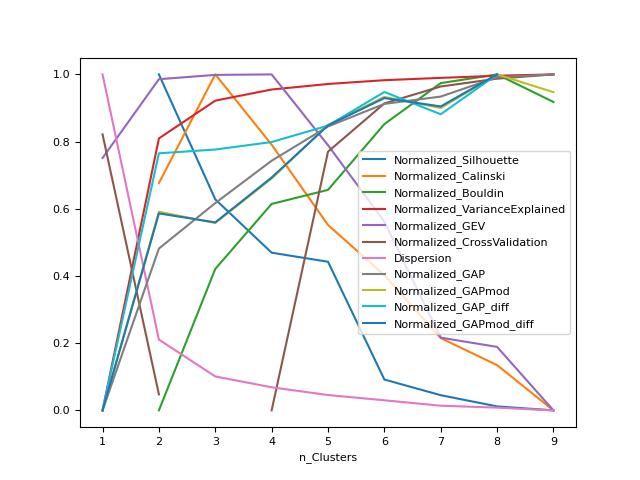 1.0
0.8
0.6
0.4
0.2
0.0
Normalized_Silhouette
Normalized_Calinski
Normalized_Bouldin
Normalized_VarianceExplained
Normalized_GEV
Normalized_CrossValidation
Dispersion
Normalized_GAP
Normalized_GAPmod
Normalized_GAP_diff
Normalized_GAPmod_diff
1 2 3 4 5 6 7 8 9
n_Clusters